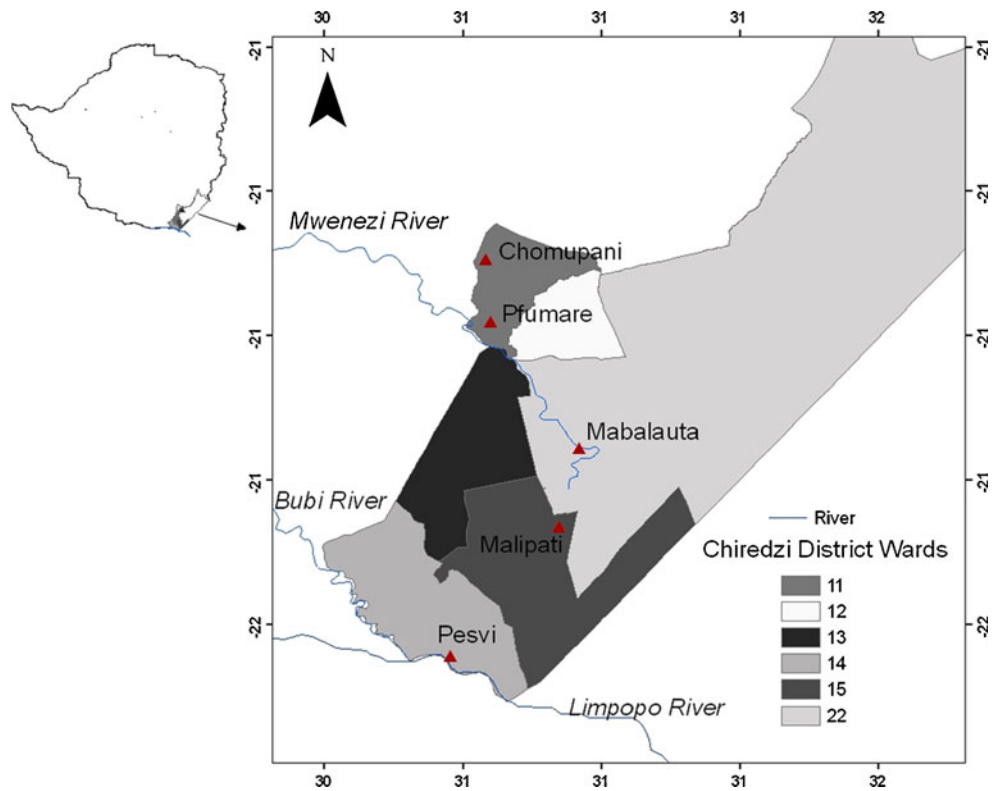 30 31 31 31 32
-21
N
-21
-21
Mwenezi River
Chomupani
Pfumare
-21
-21
Mabalauta
-21
-21
Bubi River
River
Malipati
Chiredzi District Wards
11
12
-22
-22
13
Pesvi
14
15
Limpopo River
22
30 31 31 31 32